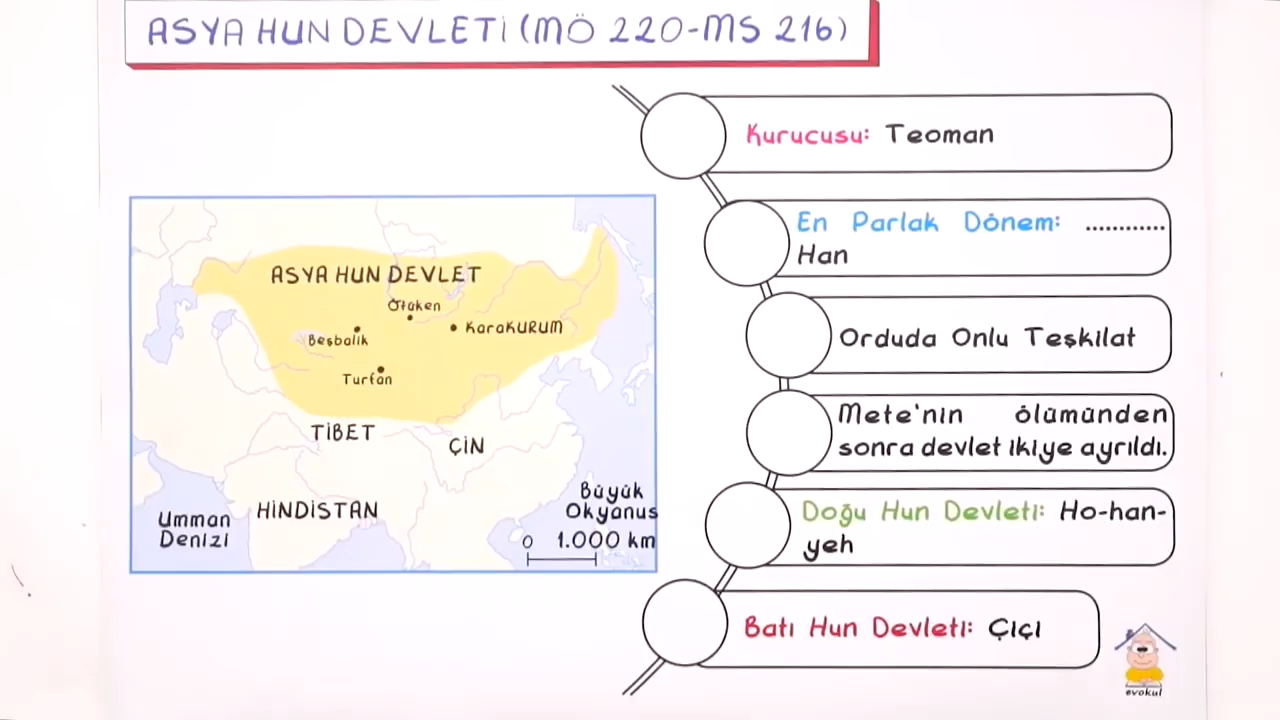 ASYA HUN DEVLETİ (MÖ 220-MS 216)
Kurucusu: Teoman
En Parlak Dönem: ............
Han
Orduda Onlu Teşkilat
Mete'nin ölümünden
sonra devlet ikiye ayrıldı.
Doğu Hun Devleti: Ho-han-
yeh
Batı Hun Devleti: Çiçi
ASYA HUN DEVLET
Ötüken
Beşbalık
KaraKURUM
Turfan
TİBET
ÇİN
HİNDİSTAN
Umman
Denizi
Büyük
Okyanus
0 1.000 km
evokul